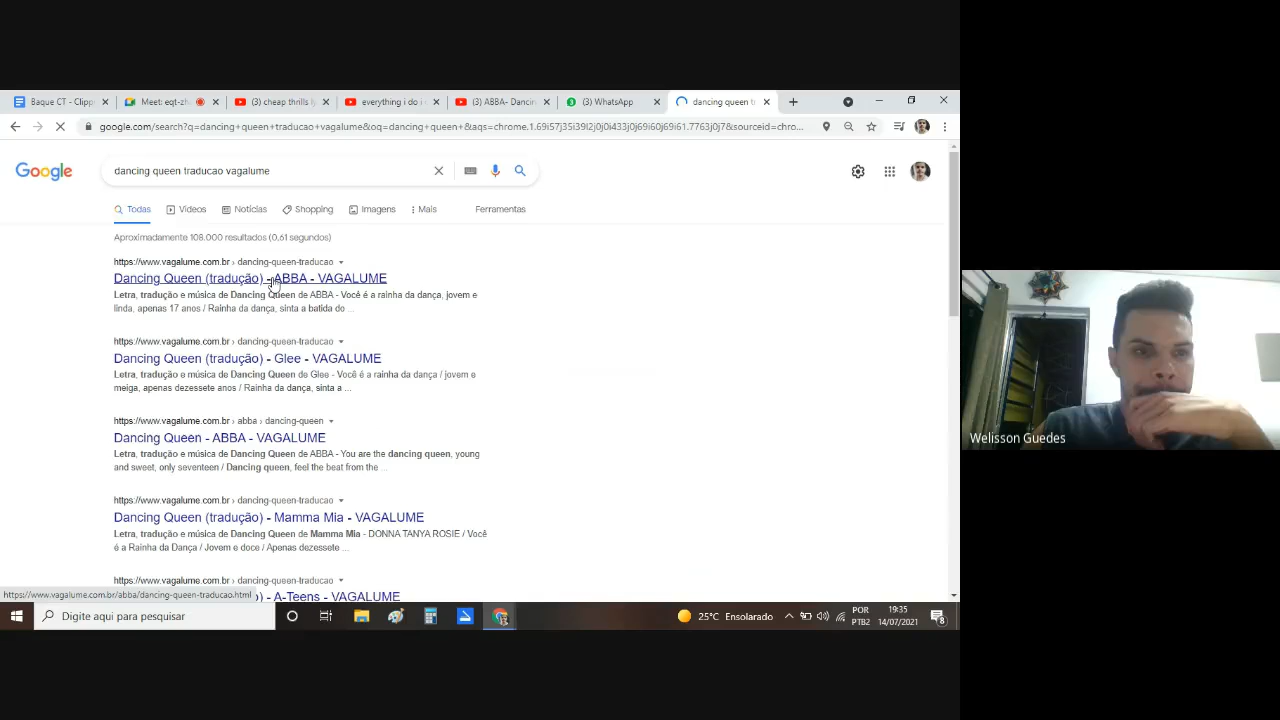 Baque CT - Clipp
Meet: eqt-zh
(3) cheap thrills ly
everything i do i
(3) ABBA- Dancin
(3) WhatsApp
dancing queen t
google.com/search?q=dancing+queen+traducao+vagalume&oq=dancing+queen+&aqs=chrome.1.69i57j35i39l2j0j0i433j0j69i60j69i61.7763j0j7&sourceid=chro...
Google
dancing queen traducao vagalume
Todas
Vídeos
Notícias
Shopping
Imagens
Mais
Ferramentas
Aproximadamente 108.000 resultados (0,61 segundos)
https://www.vagalume.com.br › dancing-queen-traducao
Dancing Queen (tradução) - ABBA - VAGALUME
Letra, tradução e música de Dancing Queen de ABBA - Você é a rainha da dança, jovem e
linda, apenas 17 anos / Rainha da dança, sinta a batida do ...
https://www.vagalume.com.br › dancing-queen-traducao
Dancing Queen (tradução) - Glee - VAGALUME
Letra, tradução e música de Dancing Queen de Glee - Você é a rainha da dança / jovem e
meiga, apenas dezessete anos / Rainha da dança, sinta a ...
https://www.vagalume.com.br › abba › dancing-queen
Dancing Queen - ABBA - VAGALUME
Letra, tradução e música de Dancing Queen de ABBA - You are the dancing queen, young
and sweet, only seventeen / Dancing queen, feel the beat from the ...
https://www.vagalume.com.br › dancing-queen-traducao
Dancing Queen (tradução) - Mamma Mia - VAGALUME
Letra, tradução e música de Dancing Queen de Mamma Mia - DONNA TANYA ROSIE / Você
é a Rainha da Dança / Jovem e doce / Apenas dezessete ...
https://www.vagalume.com.br › dancing-queen-traducao
o) - A-Teens - VAGALUME
https://www.vagalume.com.br/abba/dancing-queen-traducao.html
Digite aqui para pesquisar
25°C Ensolarado
POR
PTB2
19:35
14/07/2021
8
Welisson Guedes